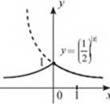 y
y=(1/2)^|x|
1
0 1 x